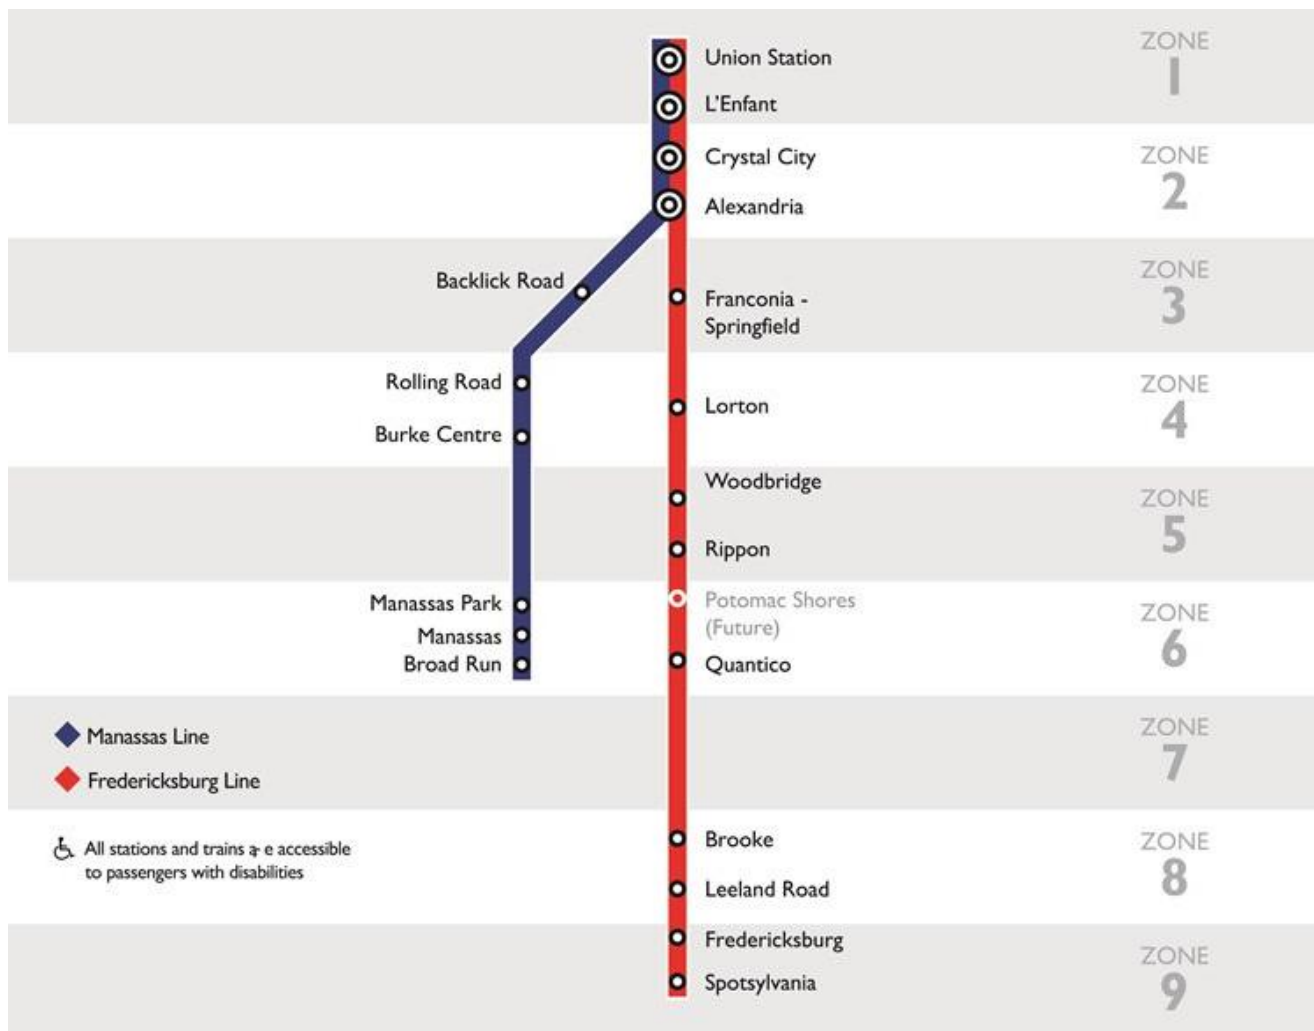 Union Station
ZONE
1
L'Enfant
Crystal City
ZONE
2
Alexandria
Backlick Road
Franconia -
Springfield
ZONE
3
Rolling Road
Burke Centre
Lorton
ZONE
4
Woodbridge
Rippon
ZONE
5
Manassas Park
Manassas
Broad Run
Potomac Shores
(Future)
Quantico
ZONE
6
Manassas Line
Fredericksburg Line
ZONE
7
All stations and trains a e accessible
to passengers with disabilities
Brooke
Leeland Road
ZONE
8
Fredericksburg
Spotsylvania
ZONE
9